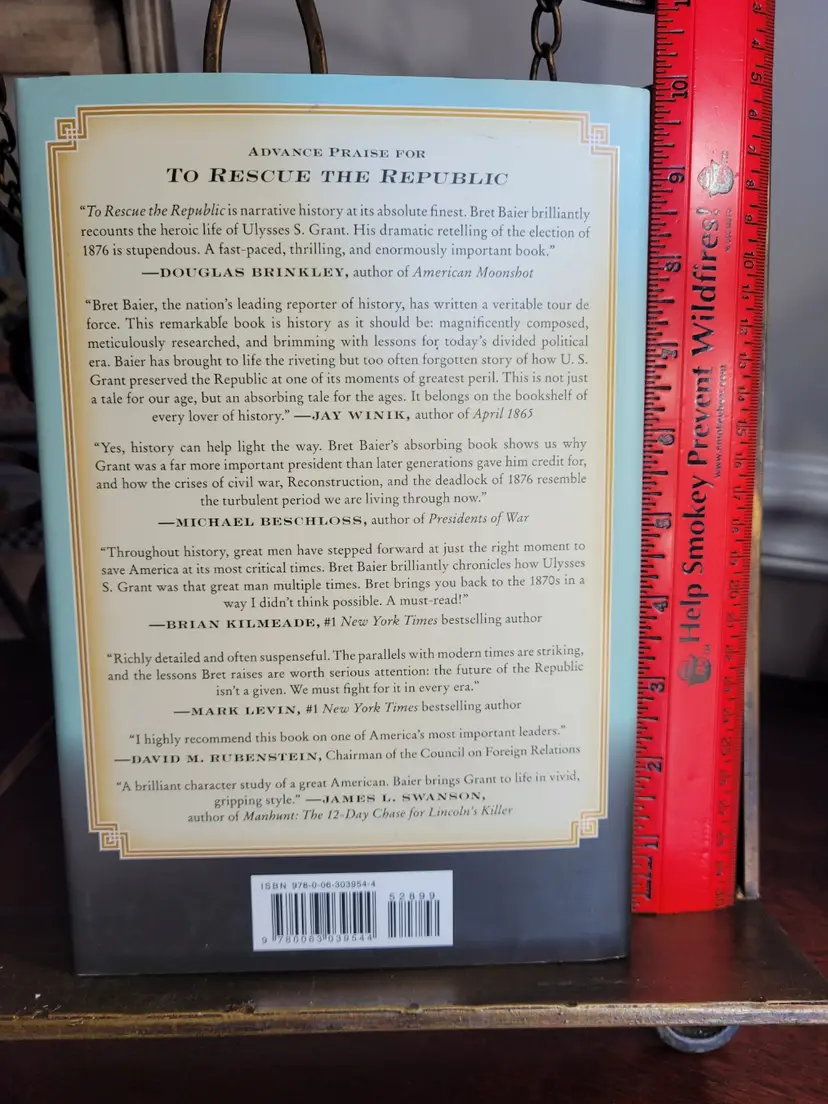 ADVANCE PRAISE FOR
TO RESCUE THE REPUBLIC
“To Rescue the Republic is narrative history at its absolute finest. Bret Baier brilliantly
recounts the heroic life of Ulysses S. Grant. His dramatic retelling of the election of
1876 is stupendous. A fast-paced, thrilling, and enormously important book.”
—DOUGLAS BRINKLEY, author of American Moonshot
“Bret Baier, the nation's leading reporter of history, has written a veritable tour de
force. This remarkable book is history as it should be: magnificently composed,
meticulously researched, and brimming with lessons for today's divided political
era. Baier has brought to life the riveting but too often forgotten story of how U. S.
Grant preserved the Republic at one of its moments of greatest peril. This is not just
a tale for our age, but an absorbing tale for the ages. It belongs on the bookshelf of
every lover of history.” —JAY WINIK, author of April 1865
“Yes, history can help light the way. Bret Baier's absorbing book shows us why
Grant was a far more important president than later generations gave him credit for,
and how the crises of civil war, Reconstruction, and the deadlock of 1876 resemble
the turbulent period we are living through now.”
—MICHAEL BESCHLOSS, author of Presidents of War
“Throughout history, great men have stepped forward at just the right moment to
save America at its most critical times. Bret Baier brilliantly chronicles how Ulysses
S. Grant was that great man multiple times. Bret brings you back to the 1870s in a
way I didn't think possible. A must-read!”
—BRIAN KILMEADE, #1 New York Times bestselling author
“Richly detailed and often suspenseful. The parallels with modern times are striking,
and the lessons Bret raises are worth serious attention: the future of the Republic
isn't a given. We must fight for it in every era.”
—MARK LEVIN, #1 New York Times bestselling author
“I highly recommend this book on one of America's most important leaders.”
—DAVID M. RUBENSTEIN, Chairman of the Council on Foreign Relations
“A brilliant character study of a great American. Baier brings Grant to life in vivid,
gripping style.” —JAMES L. SWANSON,
author of Manhunt: The 12-Day Chase for Lincoln's Killer
ISBN 978-0-06-303954-4
52899
9 780063 039544
Help Smokey Prevent Wildfires!
www.smokeybear.com
1
2
3
4
5
6
7
8
9
10